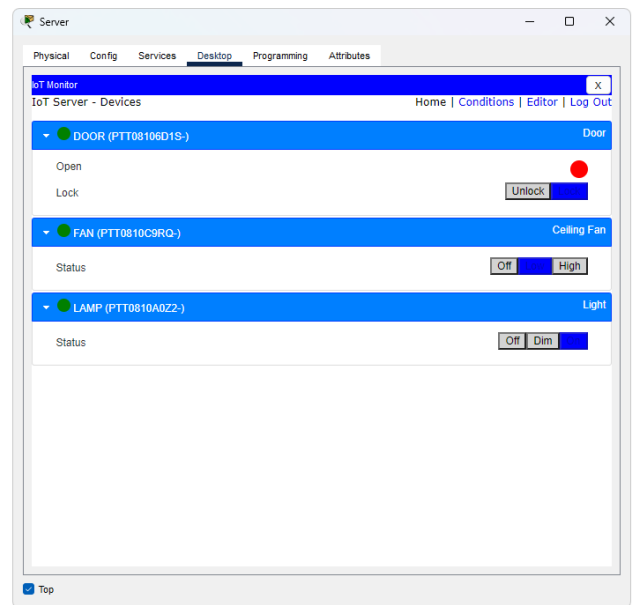 Server
Physical Config Services Desktop Programming Attributes
IoT Monitor X
IoT Server - Devices Home | Conditions | Editor | Log Out
DOOR (PTT08106D1S-) Door
Open
Lock Unlock
FAN (PTT0810C9RQ-) Ceiling Fan
Status Off High
LAMP (PTT0810A0Z2-) Light
Status Off Dim
Top